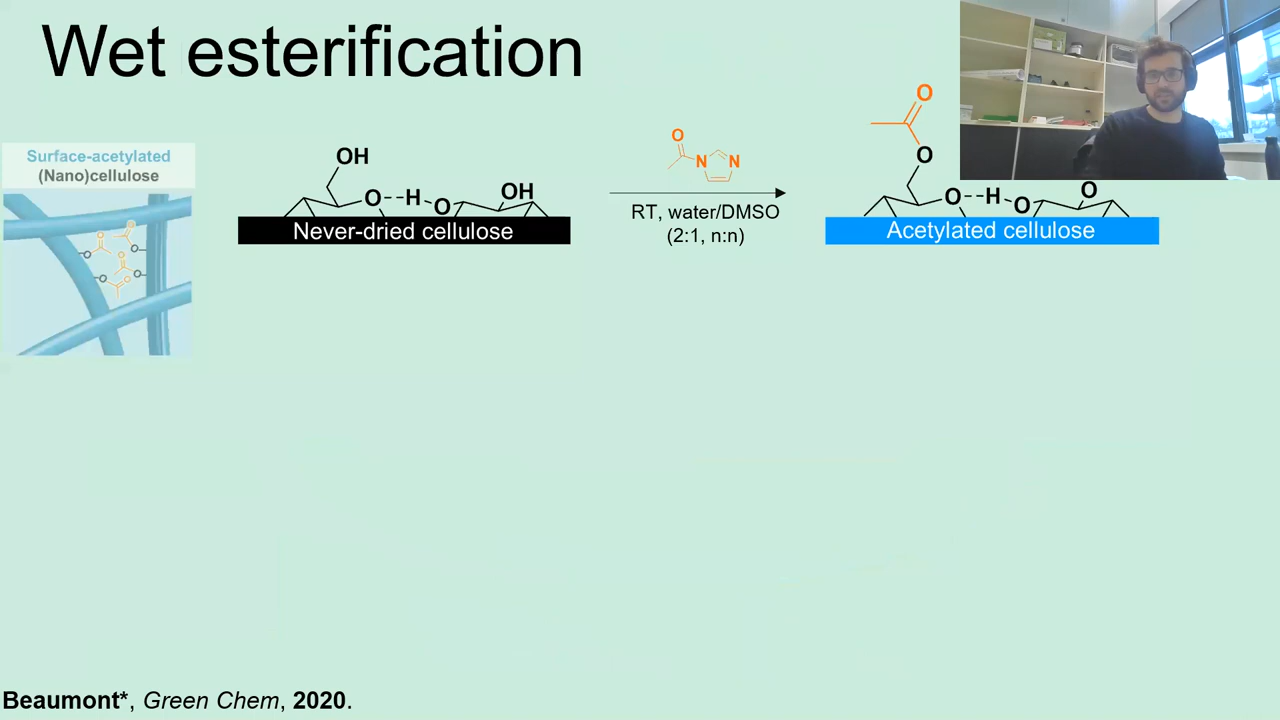 Wet esterification
Surface-acetylated
(Nano)cellulose
OH
O--H
O
OH
Never-dried cellulose
O
N
N
RT, water/DMSO
(2:1, n:n)
O
O
O--H
O
O
Acetylated cellulose
Beaumont*, Green Chem, 2020.